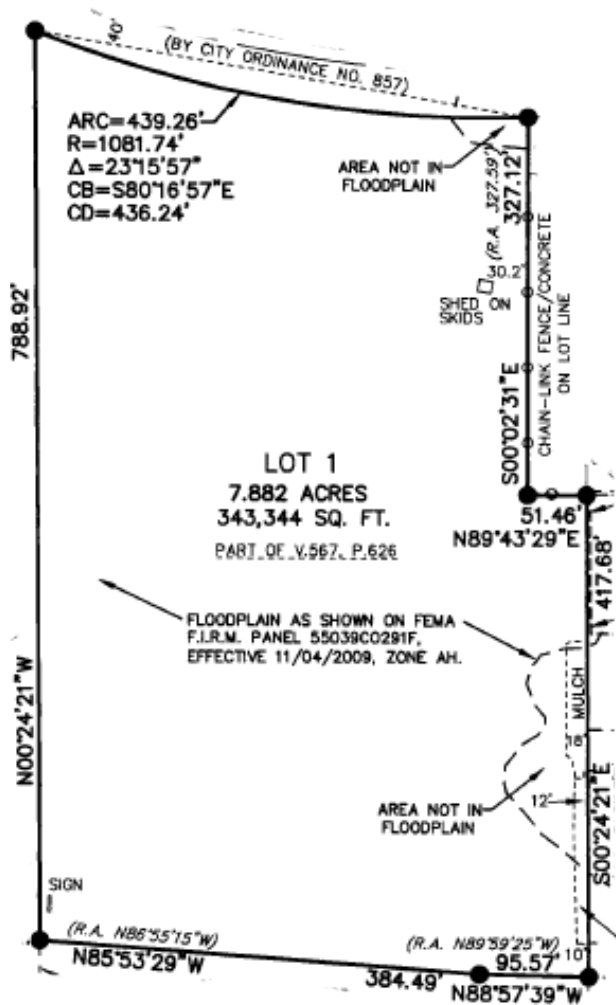 40'
(BY CITY ORDINANCE NO. 857)
ARC=439.26'
R=1081.74'
Δ=23°15'57"
CB=S80°16'57"E
CD=436.24'
AREA NOT IN
FLOODPLAIN
(R.A. 327.59')
327.12'
30.2'
SHED ON
SKIDS
S00°02'31"E
CHAIN-LINK FENCE/CONCRETE
ON LOT LINE
788.92'
N00°24'21"W
LOT 1
7.882 ACRES
343,344 SQ. FT.
PART OF V.567, P.626
51.46'
N89°43'29"E
417.68'
S00°24'21"E
FLOODPLAIN AS SHOWN ON FEMA
F.I.R.M. PANEL 55039C0291F,
EFFECTIVE 11/04/2009, ZONE AH.
MULCH
18'
12'
AREA NOT IN
FLOODPLAIN
SIGN
(R.A. N86°55'15"W)
N85°53'29"W
384.49'
(R.A. N89°59'25"W)
95.57'
N88°57'39"W
10'